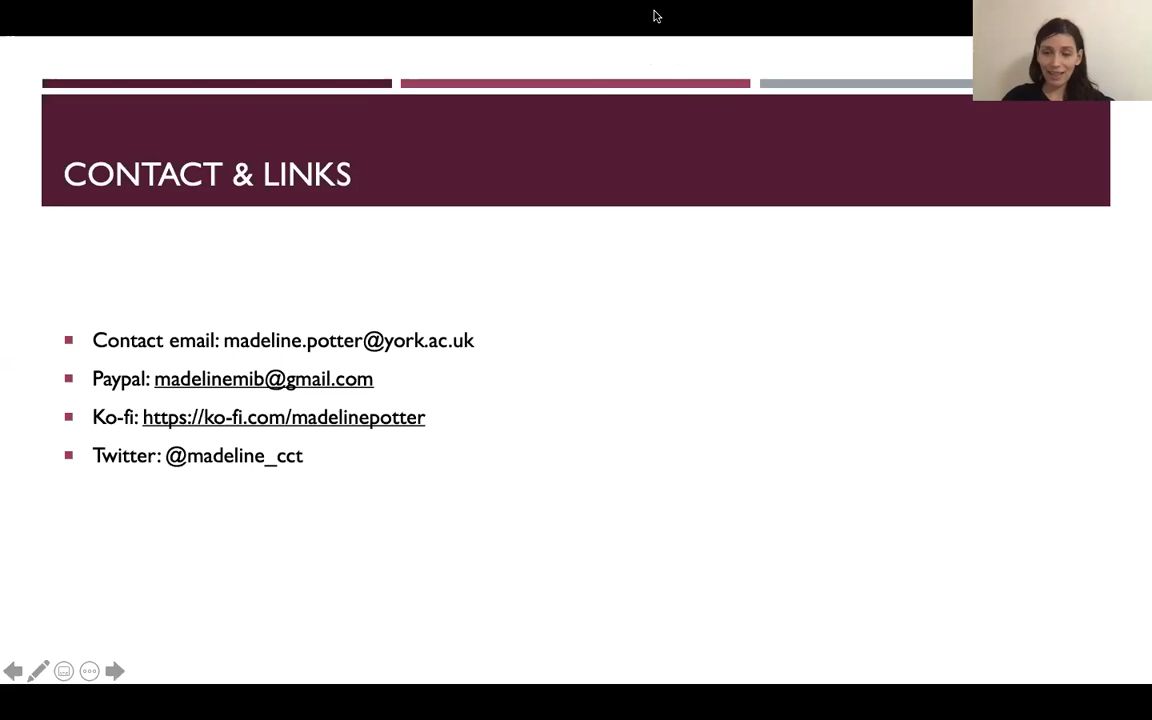 CONTACT & LINKS
Contact email: madeline.potter@york.ac.uk
Paypal: madelinemib@gmail.com
Ko-fi: https://ko-fi.com/madelinepotter
Twitter: @madeline_cct